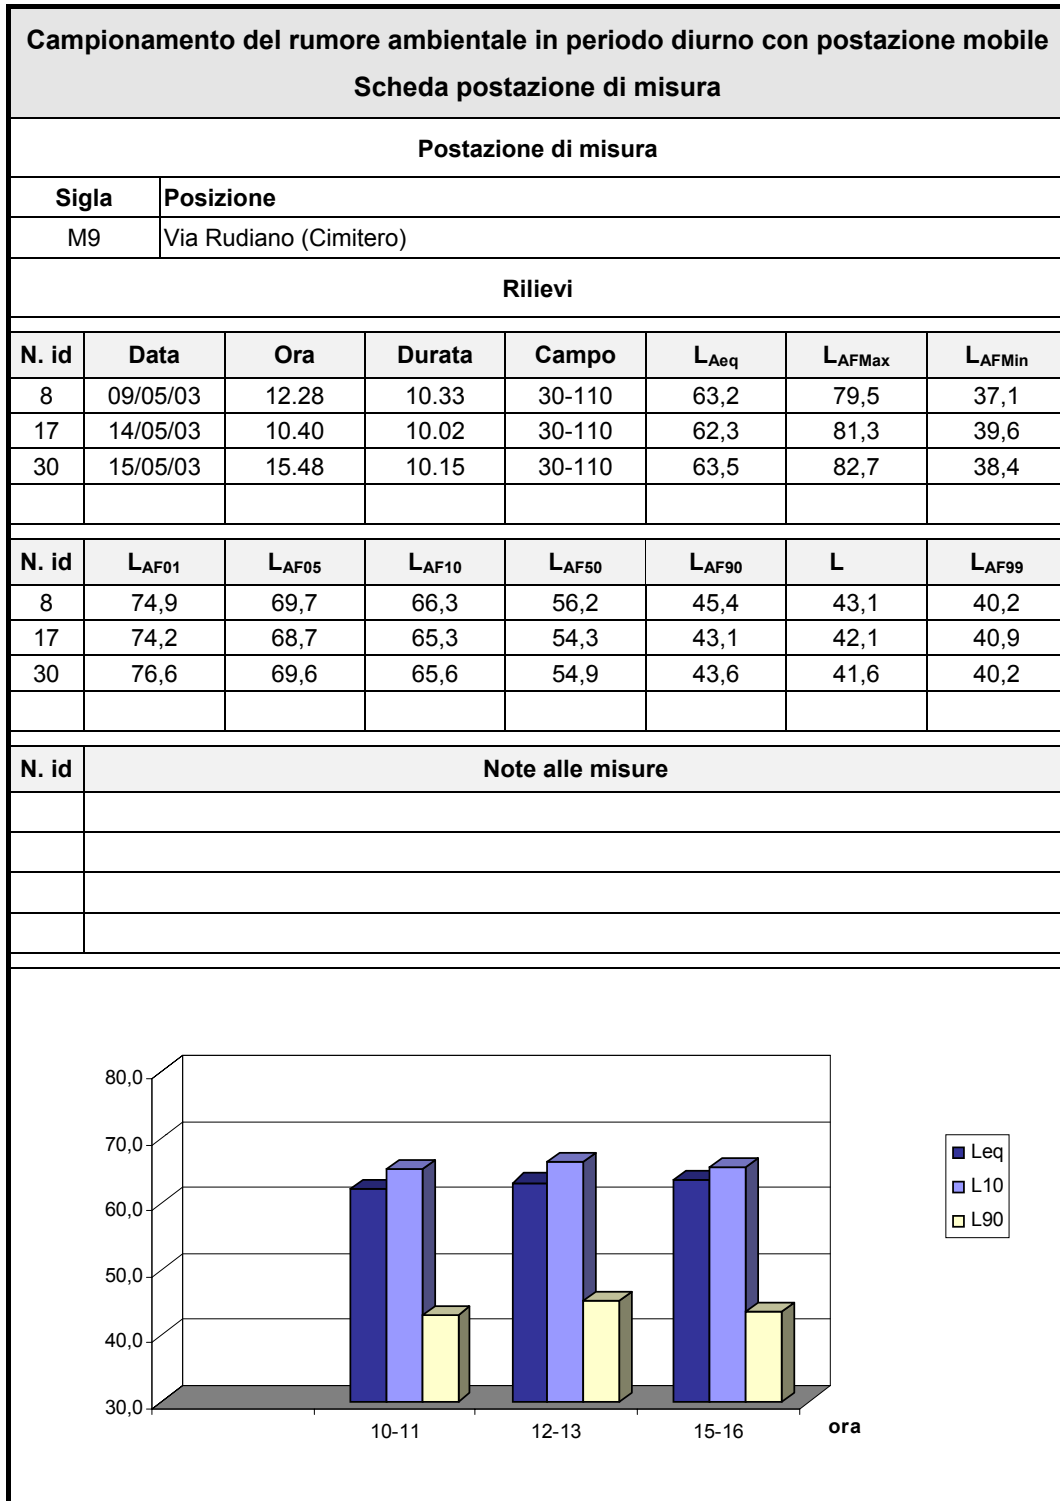 Campionamento del rumore ambientale in periodo diurno con postazione mobile
Scheda postazione di misura
Postazione di misura
Sigla Posizione
M9 Via Rudiano (Cimitero)
Rilievi
N. id Data Ora Durata Campo LAeq LAFMax LAFMin
8 09/05/03 12.28 10.33 30-110 63,2 79,5 37,1
17 14/05/03 10.40 10.02 30-110 62,3 81,3 39,6
30 15/05/03 15.48 10.15 30-110 63,5 82,7 38,4
N. id LAF01 LAF05 LAF10 LAF50 LAF90 L LAF99
8 74,9 69,7 66,3 56,2 45,4 43,1 40,2
17 74,2 68,7 65,3 54,3 43,1 42,1 40,9
30 76,6 69,6 65,6 54,9 43,6 41,6 40,2
N. id Note alle misure
80,0
70,0
60,0
50,0
40,0
30,0
10-11 12-13 15-16 ora
Leq
L10
L90